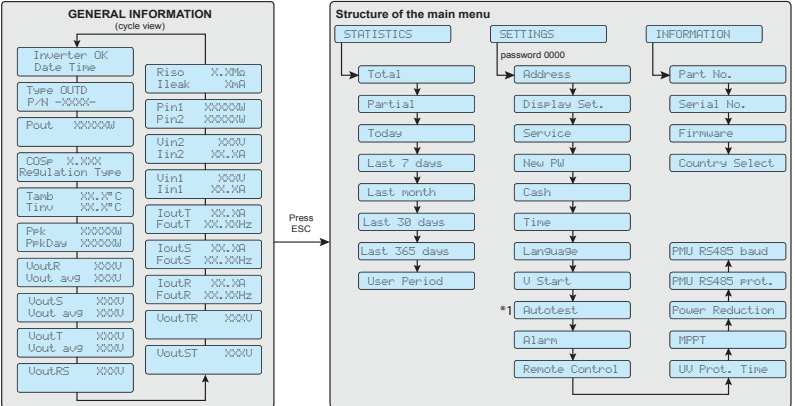 GENERAL INFORMATION
(cycle view)
Inverter OK
Date Time
Type OUTD
P/N -XXXX-
Pout XXXXXW
COSp X.XXX
Regulation Type
Tamb XX.X°C
Tinv XX.X°C
Ppk XXXXXW
PpkDay XXXXXW
VoutR XXXV
Vout avg XXXV
VoutS XXXV
Vout avg XXXV
VoutT XXXV
Vout avg XXXV
VoutRS XXXV
Riso X.XMΩ
Ileak XmA
Pin1 XXXXXW
Pin2 XXXXXW
Vin2 XXXV
Iin2 XX.XA
Vin1 XXXV
Iin1 XX.XA
IoutT XX.XA
FoutT XX.XXHz
IoutS XX.XA
FoutS XX.XXHz
IoutR XX.XA
FoutR XX.XXHz
VoutTR XXXV
VoutST XXXV
Press
ESC
Structure of the main menu
STATISTICS
Total
Partial
Today
Last 7 days
Last month
Last 30 days
Last 365 days
User Period
SETTINGS
password 0000
Address
Display Set.
Service
New PW
Cash
Time
Language
V Start
*1 Autotest
Alarm
Remote Control
INFORMATION
Part No.
Serial No.
Firmware
Country Select
PMU RS485 baud
PMU RS485 prot.
Power Reduction
MPPT
UV Prot. Time